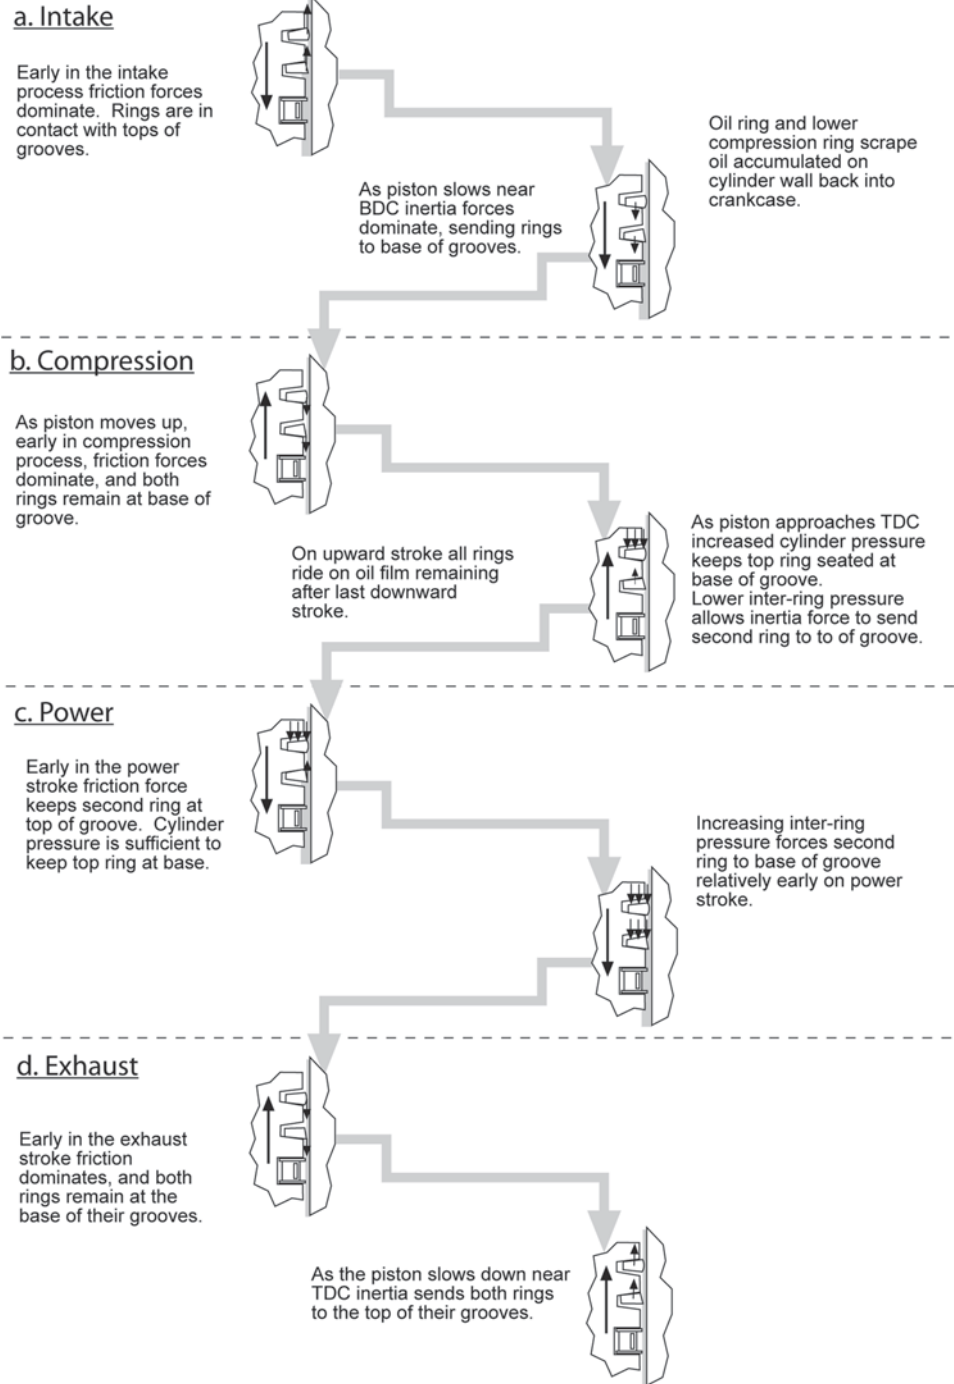 a. Intake
Early in the intake
process friction forces
dominate.  Rings are in
contact with tops of
grooves.
As piston slows near
BDC inertia forces
dominate, sending rings
to base of grooves.
Oil ring and lower
compression ring scrape
oil accumulated on
cylinder wall back into
crankcase.
b. Compression
As piston moves up,
early in compression
process, friction forces
dominate, and both
rings remain at base of
groove.
On upward stroke all rings
ride on oil film remaining
after last downward
stroke.
As piston approaches TDC
increased cylinder pressure
keeps top ring seated at
base of groove.
Lower inter-ring pressure
allows inertia force to send
second ring to to of groove.
c. Power
Early in the power
stroke friction force
keeps second ring at
top of groove.  Cylinder
pressure is sufficient to
keep top ring at base.
Increasing inter-ring
pressure forces second
ring to base of groove
relatively early on power
stroke.
d. Exhaust
Early in the exhaust
stroke friction
dominates, and both
rings remain at the
base of their grooves.
As the piston slows down near
TDC inertia sends both rings
to the top of their grooves.